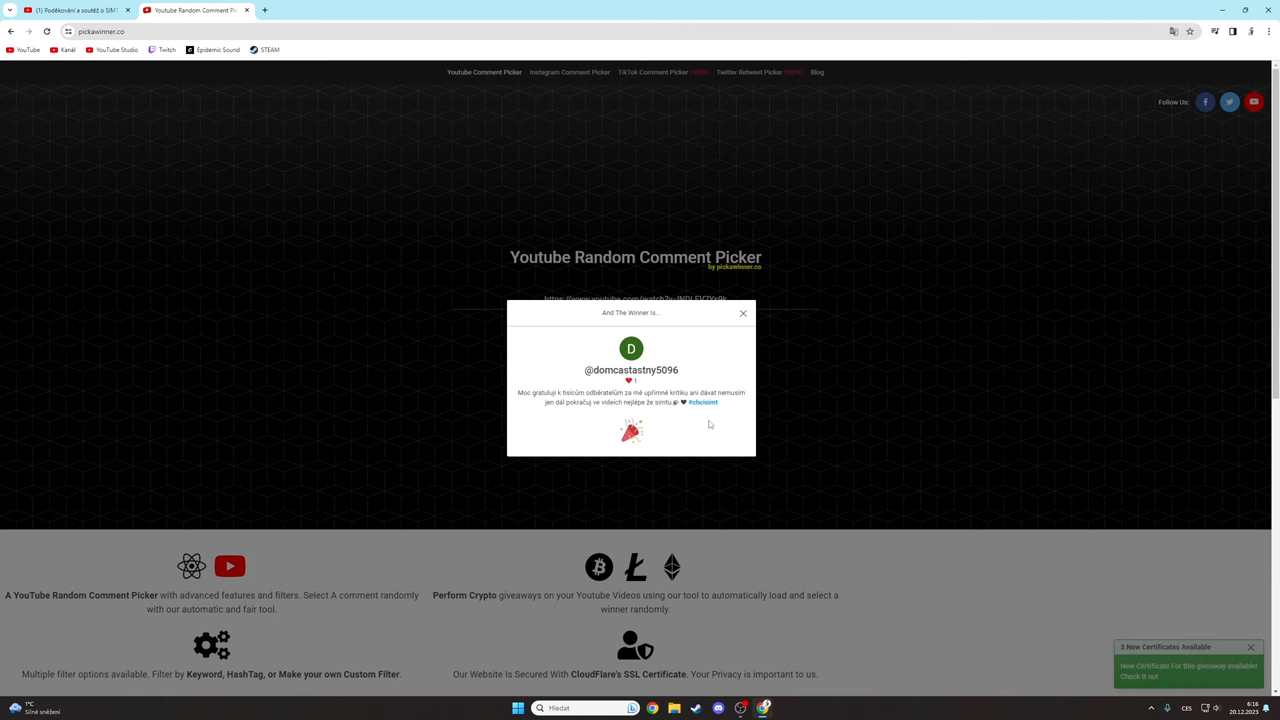 (1) Poděkování a soutěž o SIMT
Youtube Random Comment Pic
pickawinner.co
YouTube
Kanál
YouTube Studio
Twitch
Epidemic Sound
STEAM
Youtube Comment Picker
Instagram Comment Picker
TikTok Comment Picker (NEW)
Twitter Retweet Picker (NEW)
Blog
Follow Us:
Youtube Random Comment Picker
by pickawinner.co
And The Winner Is...
D
@domcastastny5096
1
Moc gratuluji k tisícům odběratelům za mě upřímně kritiku ani dávat nemusím
jen dál pokračuj ve videích nejlépe že simtu #chcisimt
A YouTube Random Comment Picker with advanced features and filters. Select A comment randomly
with our automatic and fair tool.
Perform Crypto giveaways on your Youtube Videos using our tool to automatically load and select a
winner randomly.
Multiple filter options available. Filter by Keyword, HashTag, or Make your own Custom Filter.
Our Website Is Secured With CloudFlare's SSL Certificate. Your Privacy is important to us.
3 New Certificates Available
New Certificate For this giveaway available!
Check it out
1°C
Silné sněžení
Hledat
CES
6:16
20.12.2023